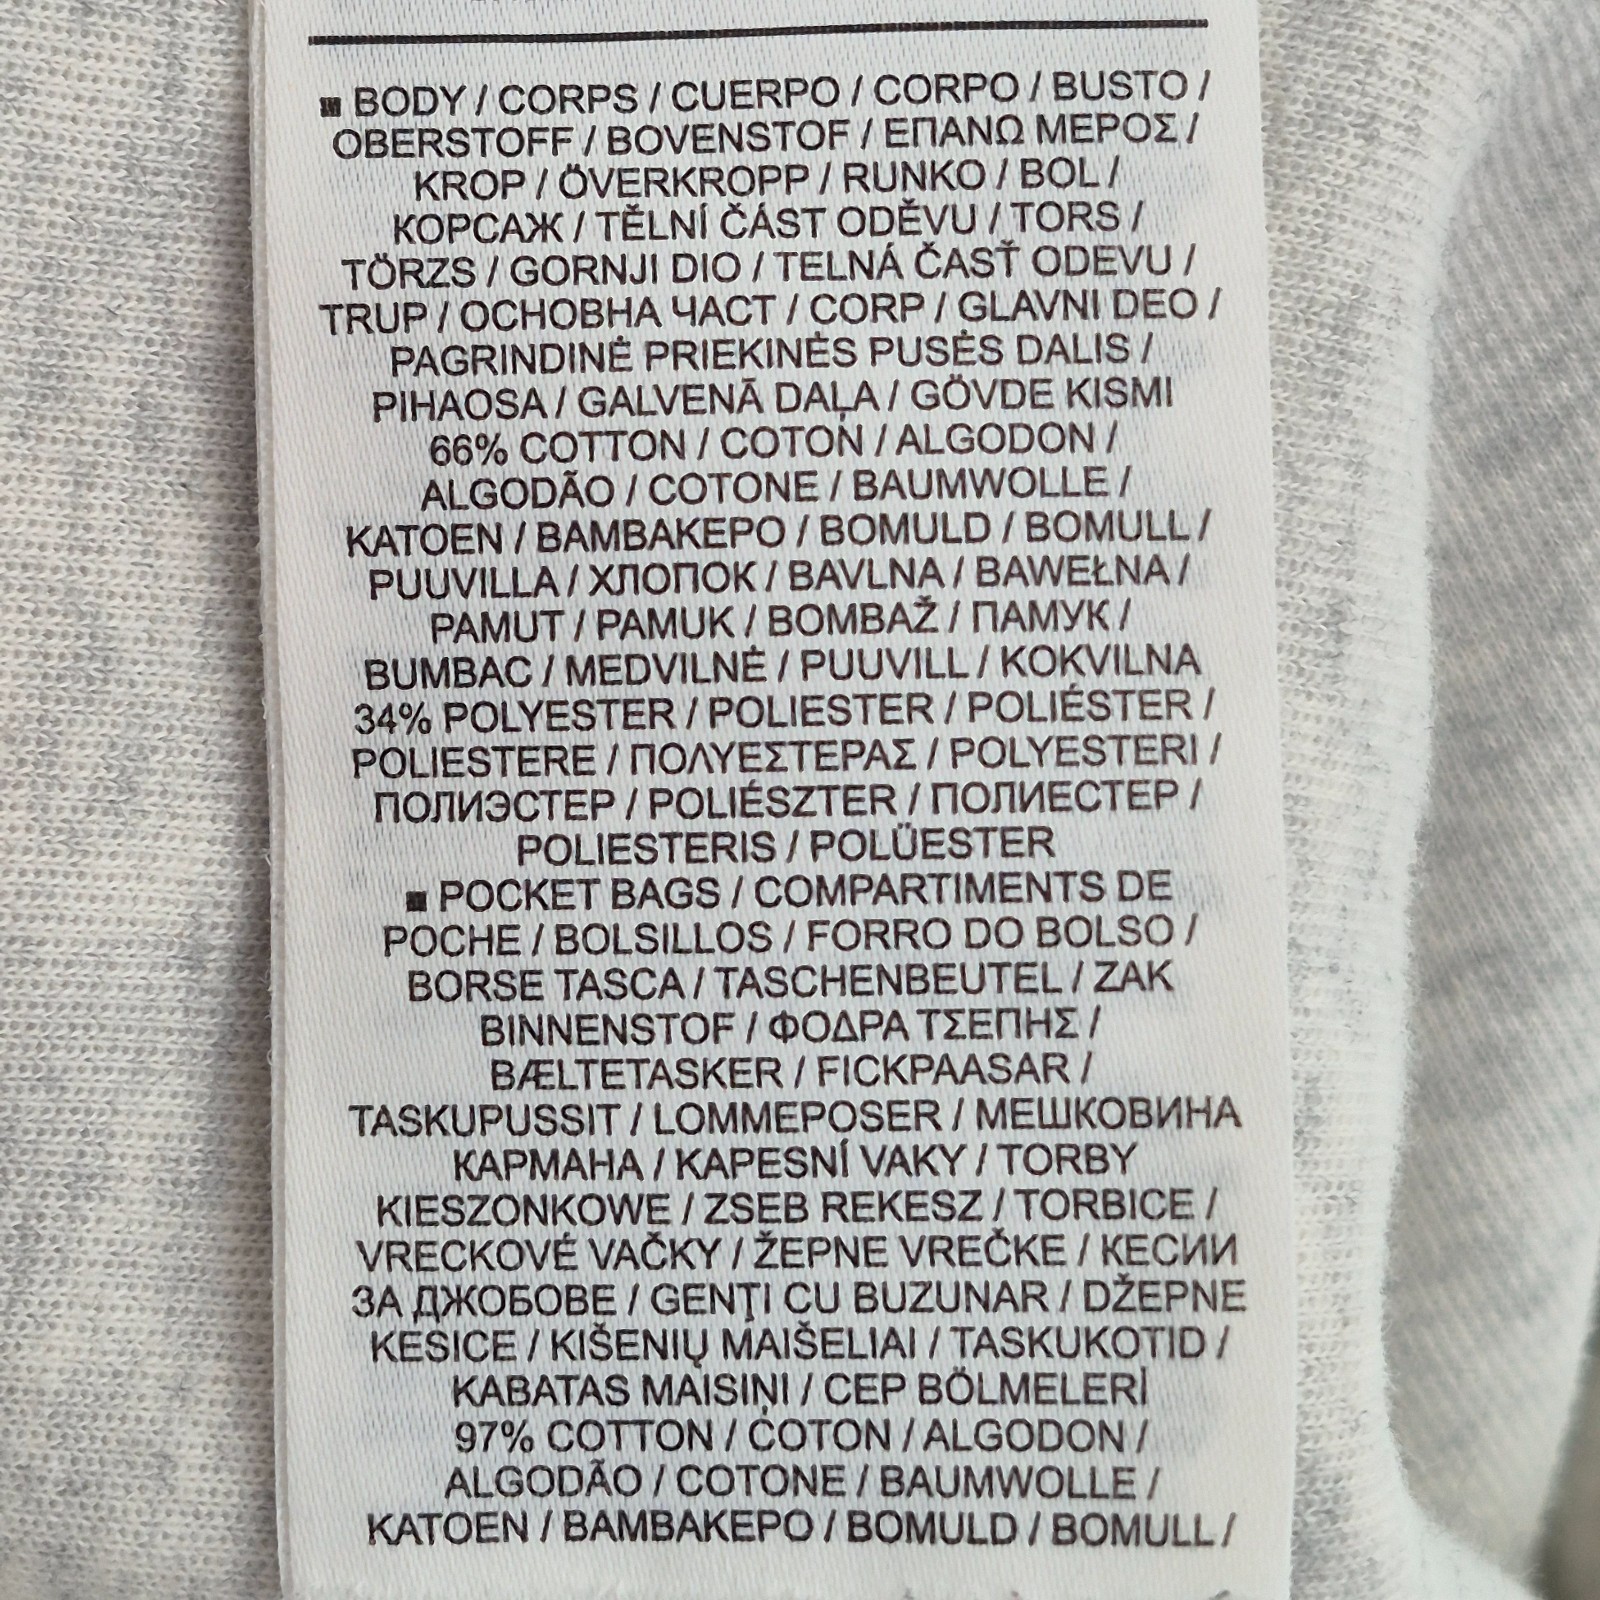 ■ BODY / CORPS / CUERPO / CORPO / BUSTO /
OBERSTOFF / BOVENSTOF / ΕΠΑΝΩ ΜΕΡΟΣ /
KROP / ÖVERKROPP / RUNKO / BOL /
КОРСАЖ / TĚLNÍ ČÁST ODĚVU / TORS /
TÖRZS / GORNJI DIO / TELNÁ ČASŤ ODEVU /
TRUP / ОСНОВНА ЧАСТ / CORP / GLAVNI DEO /
PAGRINDINĖ PRIEKINĖS PUSĖS DALIS /
PIHAOSA / GALVENĀ DAĻA / GÖVDE KISMI
66% COTTON / COTON / ALGODON /
ALGODÃO / COTONE / BAUMWOLLE /
KATOEN / ΒΑΜΒΑΚΕΡΟ / BOMULD / BOMULL /
PUUVILLA / ХЛОПОК / BAVLNA / BAWEŁNA /
PAMUT / PAMUK / BOMBAŽ / ПАМУК /
BUMBAC / MEDVILNĖ / PUUVILL / KOKVILNA
34% POLYESTER / POLIESTER / POLIÉSTER /
POLIESTERE / ΠΟΛΥΕΣΤΕΡΑΣ / POLYESTERI /
ПОЛИЭСТЕР / POLIÉSZTER / ПОЛИЕСТЕР /
POLIESTERIS / POLÜESTER
■ POCKET BAGS / COMPARTIMENTS DE
POCHE / BOLSILLOS / FORRO DO BOLSO /
BORSE TASCA / TASCHENBEUTEL / ZAK
BINNENSTOF / ΦΟΔΡΑ ΤΣΕΠΗΣ /
BÆLTETASKER / FICKPAASAR /
TASKUPUSSIT / LOMMEPOSER / МЕШКОВИНА
КАРМАНА / KAPESNÍ VAKY / TORBY
KIESZONKOWE / ZSEB REKESZ / TORBICE /
VRECKOVÉ VAČKY / ŽEPNE VREČKE / КЕСИИ
ЗА ДЖОБОВЕ / GENŢI CU BUZUNAR / DŽEPNE
KESICE / KIŠENIŲ MAIŠELIAI / TASKUKOTID /
KABATAS MAISIŅI / CEP BÖLMELERİ
97% COTTON / COTON / ALGODON /
ALGODÃO / COTONE / BAUMWOLLE /
KATOEN / ΒΑΜΒΑΚΕΡΟ / BOMULD / BOMULL /